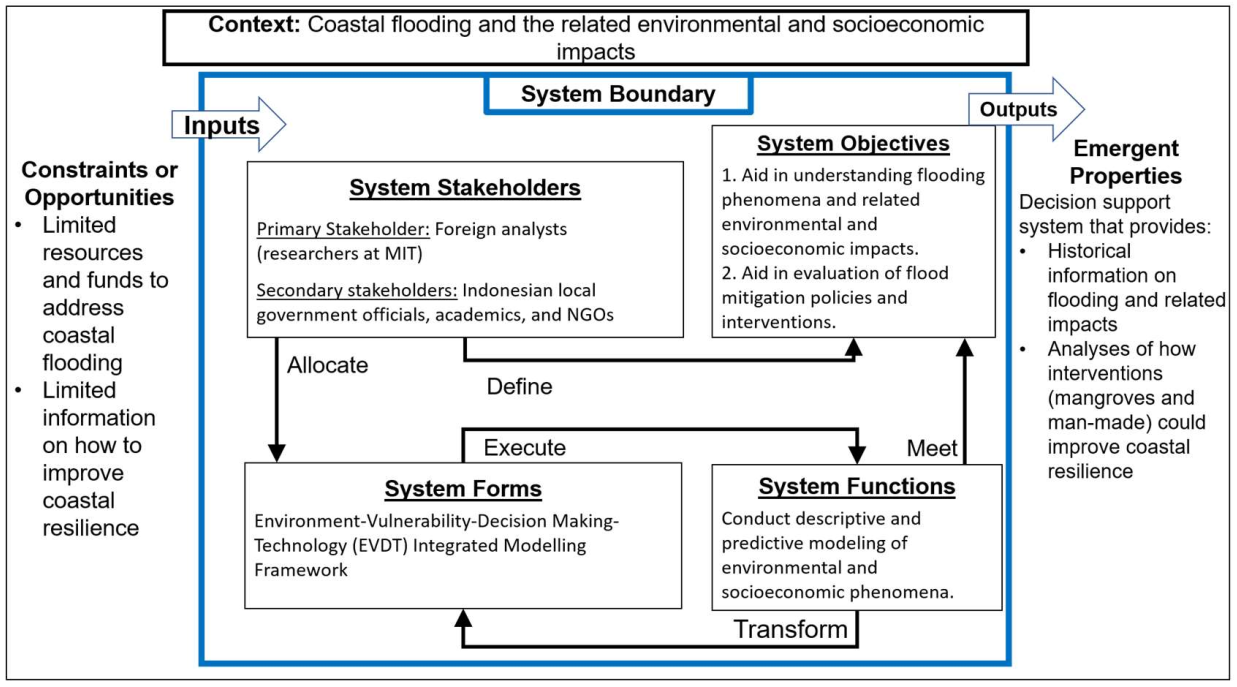 Context: Coastal flooding and the related environmental and socioeconomic
impacts
System Boundary
Inputs
Outputs
Constraints or
Opportunities
• Limited
resources
and funds to
address
coastal
flooding
• Limited
information
on how to
improve
coastal
resilience
System Stakeholders
Primary Stakeholder: Foreign analysts
(researchers at MIT)
Secondary stakeholders: Indonesian local
government officials, academics, and NGOs
System Objectives
1. Aid in understanding flooding
phenomena and related
environmental and
socioeconomic impacts.
2. Aid in evaluation of flood
mitigation policies and
interventions.
Allocate
Define
Execute
Meet
System Forms
Environment-Vulnerability-Decision Making-
Technology (EVDT) Integrated Modelling
Framework
System Functions
Conduct descriptive and
predictive modeling of
environmental and
socioeconomic phenomena.
Transform
Emergent
Properties
Decision support
system that provides:
• Historical
information on
flooding and related
impacts
• Analyses of how
interventions
(mangroves and
man-made) could
improve coastal
resilience